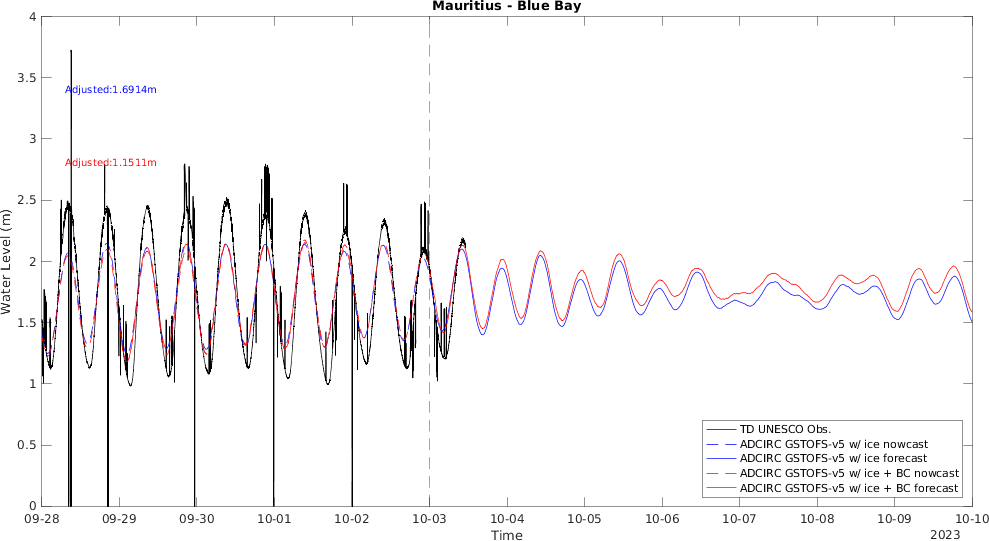 Mauritius - Blue Bay
Water Level (m)
4
3.5
3
2.5
2
1.5
1
0.5
0
Adjusted:1.6914m
Adjusted:1.1511m
TD UNESCO Obs.
ADCIRC GSTOFS-v5 w/ ice nowcast
ADCIRC GSTOFS-v5 w/ ice forecast
ADCIRC GSTOFS-v5 w/ ice + BC nowcast
ADCIRC GSTOFS-v5 w/ ice + BC forecast
09-28 09-29 09-30 10-01 10-02 10-03 10-04 10-05 10-06 10-07 10-08 10-09 10-10
Time
2023